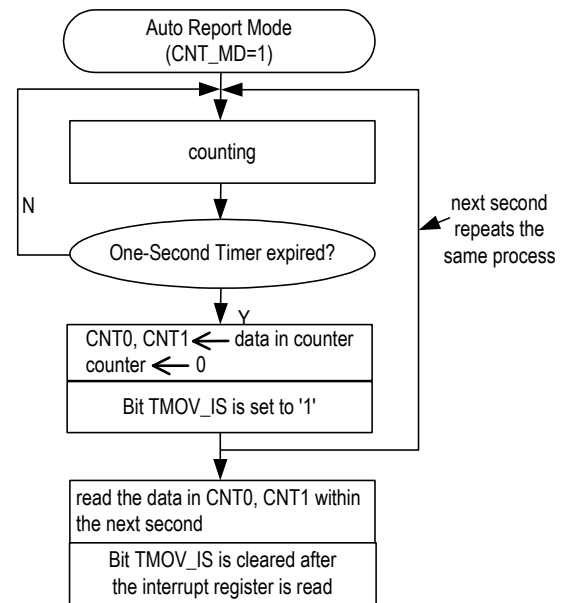 Auto Report Mode
(CNT_MD=1)
counting
N
next second
repeats the
same process
One-Second Timer expired?
Y
CNT0, CNT1 ← data in counter
counter ← 0
Bit TMOV_IS is set to '1'
read the data in CNT0, CNT1 within
the next second
Bit TMOV_IS is cleared after
the interrupt register is read